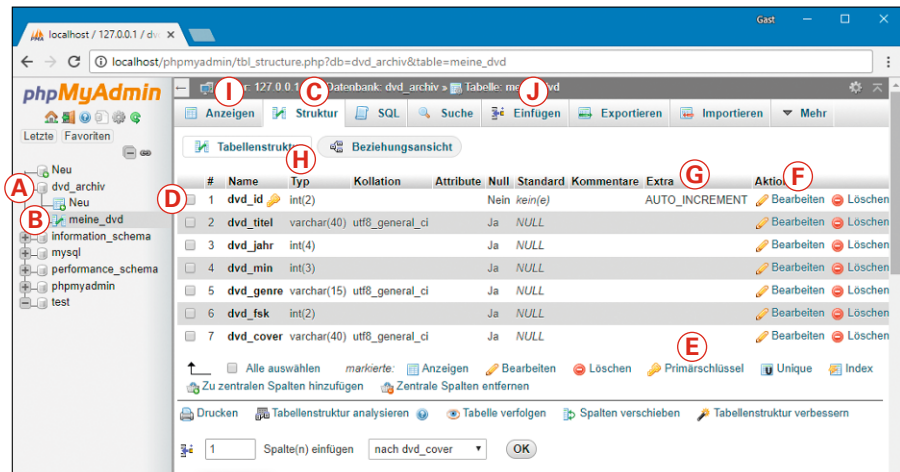 Gast
localhost / 127.0.0.1 / dv
localhost/phpmyadmin/tbl_structure.php?db=dvd_archiv&table=meine_dvd
phpMyAdmin
Letzte Favoriten
Neu
dvd_archiv
Neu
meine_dvd
information_schema
mysql
performance_schema
phpmyadmin
test
A
B
r: 127.0.0.1 Datenbank: dvd_archiv » Tabelle: me vd
I
C
J
Anzeigen Struktur SQL Suche Einfügen Exportieren Importieren Mehr
Tabellenstruktu Beziehungsansicht
H
G
F
# Name Typ Kollation Attribute Null Standard Kommentare Extra Aktion
D
1 dvd_id int(2) Nein kein(e) AUTO_INCREMENT Bearbeiten Löschen
2 dvd_titel varchar(40) utf8_general_ci Ja NULL Bearbeiten Löschen
3 dvd_jahr int(4) Ja NULL Bearbeiten Löschen
4 dvd_min int(3) Ja NULL Bearbeiten Löschen
5 dvd_genre varchar(15) utf8_general_ci Ja NULL Bearbeiten Löschen
6 dvd_fsk int(2) Ja NULL Bearbeiten Löschen
7 dvd_cover varchar(40) utf8_general_ci Ja NULL Bearbeiten Löschen
E
Alle auswählen markierte: Anzeigen Bearbeiten Löschen Primärschlüssel Unique Index
Zu zentralen Spalten hinzufügen Zentrale Spalten entfernen
Drucken Tabellenstruktur analysieren Tabelle verfolgen Spalten verschieben Tabellenstruktur verbessern
1 Spalte(n) einfügen nach dvd_cover OK